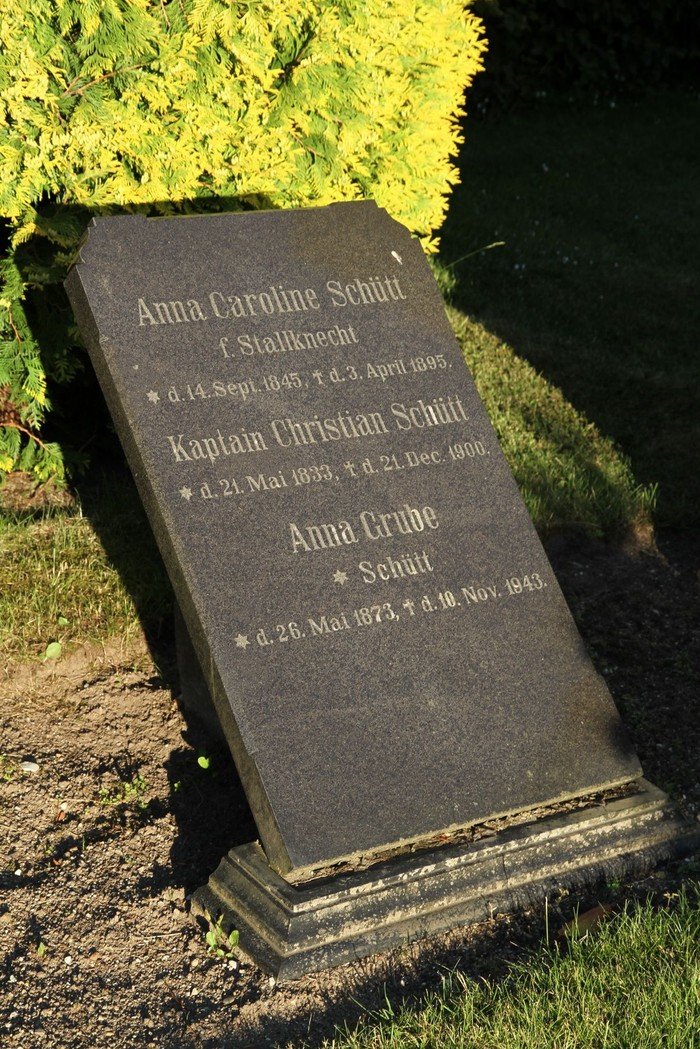 Anna Caroline Schütt
f. Stallknecht
* d. 14. Sept. 1845, † d. 3. April 1895.
Kaptain Christian Schütt
* d. 21. Mai 1833, † d. 21. Dec. 1900.
Anna Grube
* Schütt
* d. 26. Mai 1873, † d. 10. Nov. 1943.